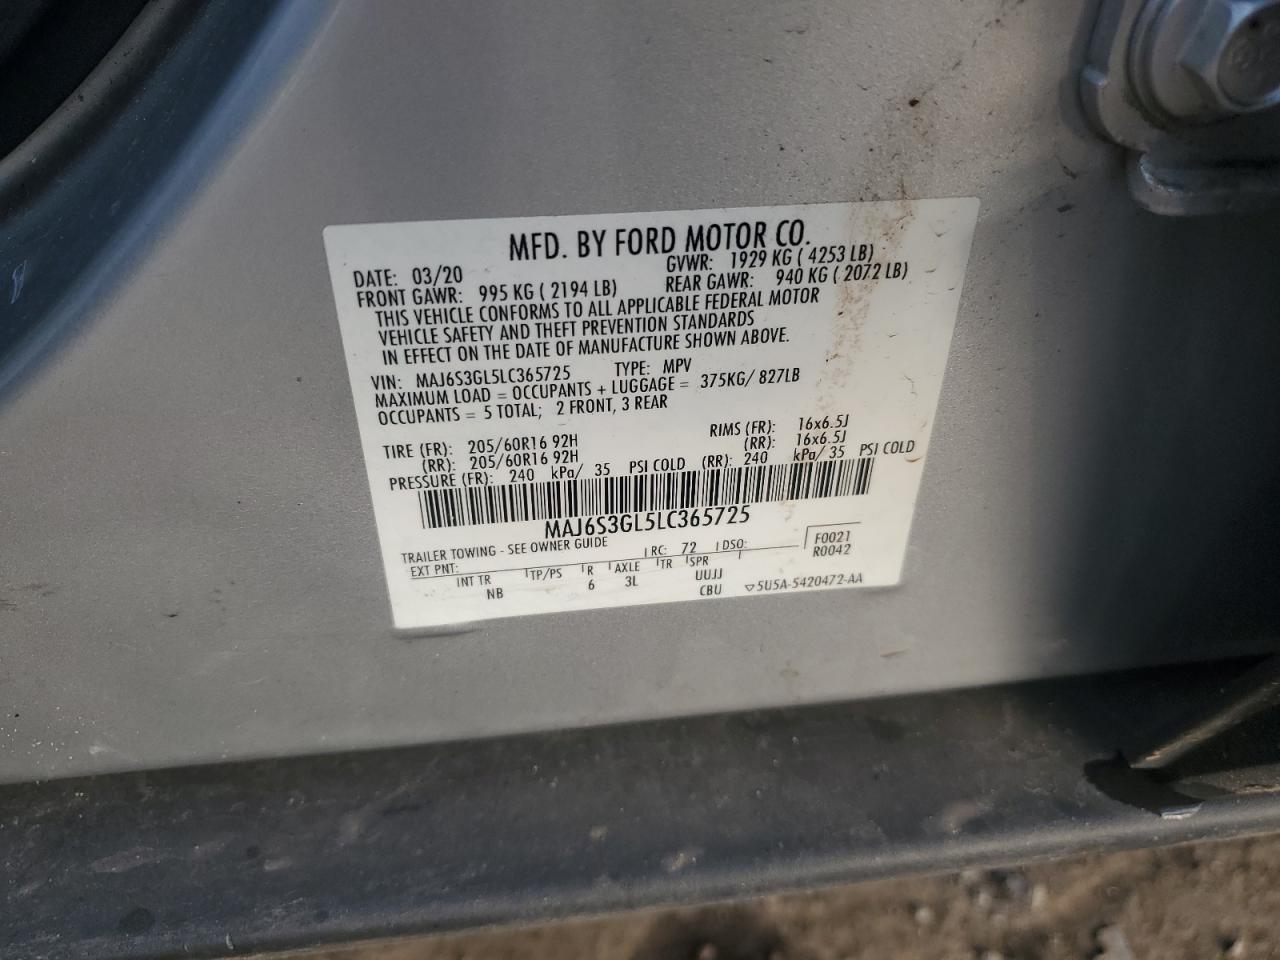 MFD. BY FORD MOTOR CO.
DATE: 03/20 GVWR: 1929 KG ( 4253 LB)
FRONT GAWR: 995 KG ( 2194 LB) REAR GAWR: 940 KG ( 2072 LB)
THIS VEHICLE CONFORMS TO ALL APPLICABLE FEDERAL MOTOR
VEHICLE SAFETY AND THEFT PREVENTION STANDARDS
IN EFFECT ON THE DATE OF MANUFACTURE SHOWN ABOVE.
VIN: MAJ6S3GL5LC365725 TYPE: MPV
MAXIMUM LOAD = OCCUPANTS + LUGGAGE = 375KG/ 827LB
OCCUPANTS = 5 TOTAL; 2 FRONT, 3 REAR
TIRE (FR): 205/60R16 92H RIMS (FR): 16x6.5J
(RR): 205/60R16 92H (RR): 16x6.5J
PRESSURE (FR): 240 kPa/ 35 PSI COLD (RR): 240 kPa/ 35 PSI COLD
MAJ6S3GL5LC365725
TRAILER TOWING - SEE OWNER GUIDE
EXT PNT: RC: 72 DSO: F0021
R0042
INT TR TP/PS R AXLE TR SPR
NB 6 3L UUJJ
CBU ▽5U5A-5420472-AA